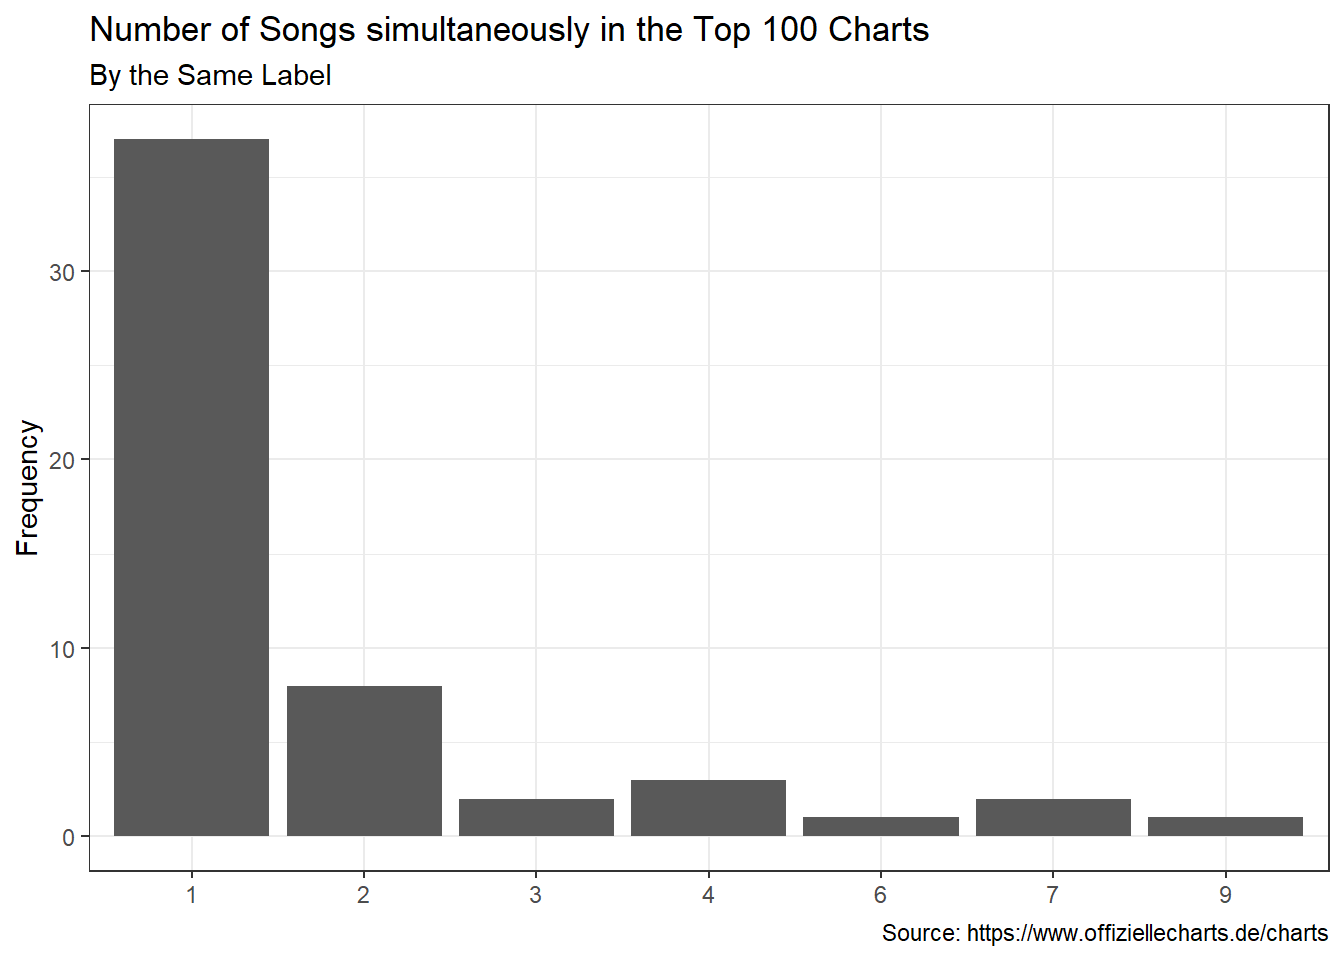 Number of Songs simultaneously in the Top 100 Charts
By the Same Label
Frequency
30
20
10
0
1 2 3 4 6 7 9
Source: https://www.offiziellecharts.de/charts